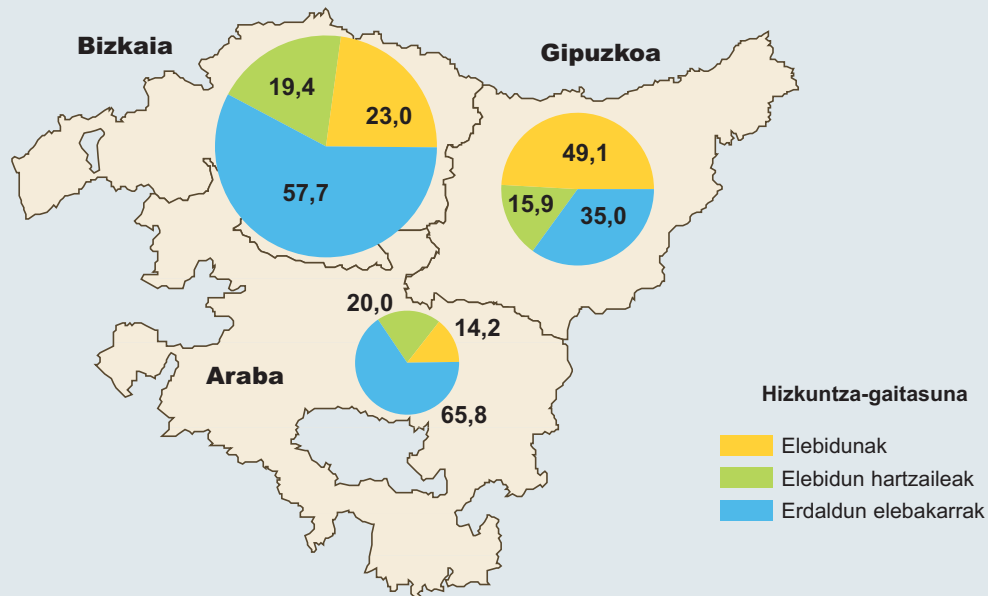 Bizkaia
19,4
23,0
57,7
Gipuzkoa
49,1
15,9
35,0
20,0
14,2
65,8
Araba
Hizkuntza-gaitasuna
Elebidunak
Elebidun hartzaileak
Erdaldun elebakarrak